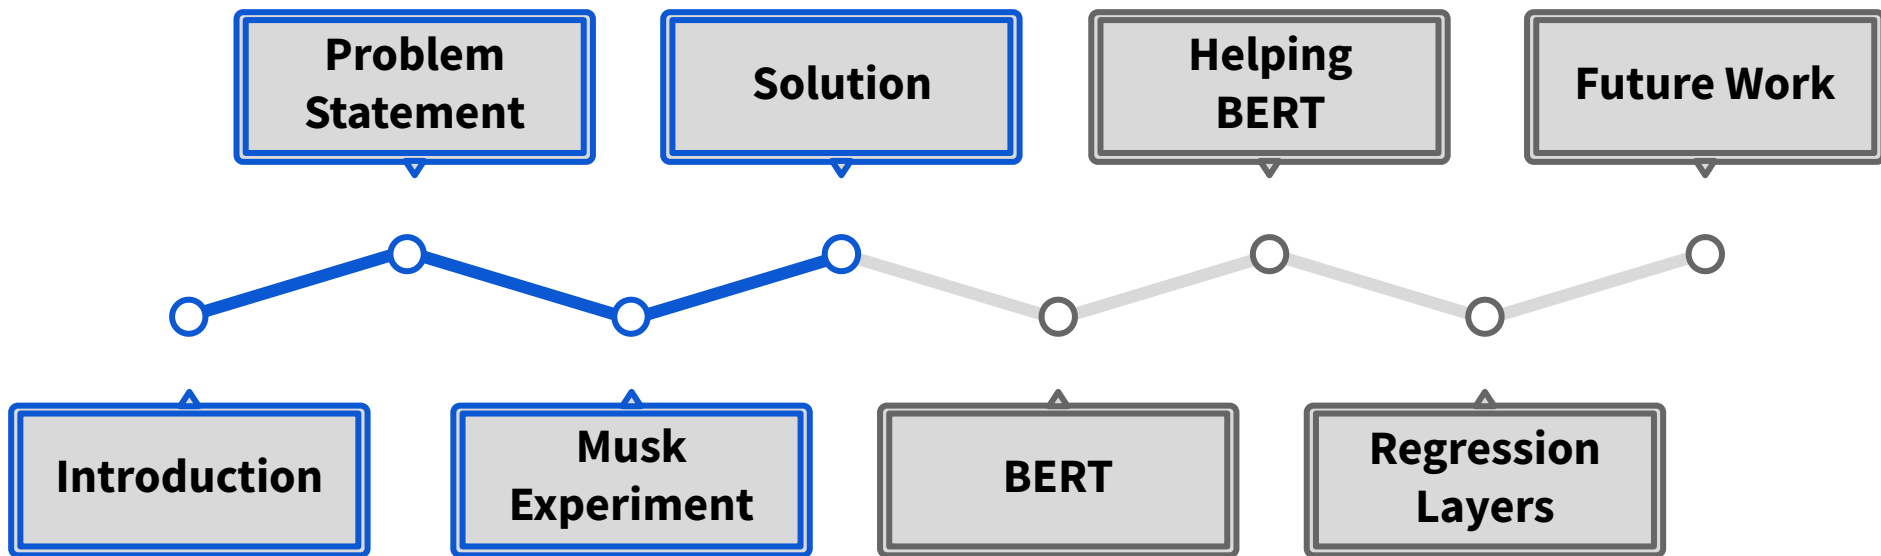 Problem
Statement
Solution
Helping
BERT
Future Work
Introduction
Musk
Experiment
BERT
Regression
Layers